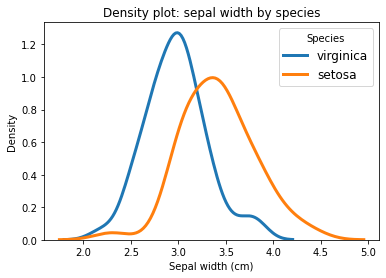 Density plot: sepal width by species
Species
virginica
setosa
Density
1.2
1.0
0.8
0.6
0.4
0.2
0.0
2.0 2.5 3.0 3.5 4.0 4.5 5.0
Sepal width (cm)